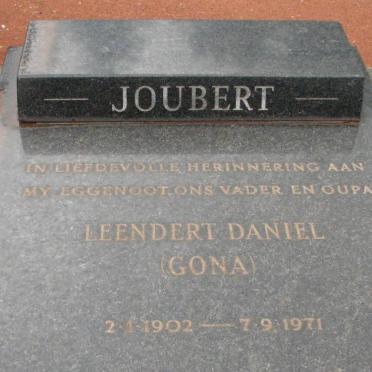 — JOUBERT —
IN LIEFDEVOLLE HERINNERING AAN
MY EGGENOOT, ONS VADER EN OUPA
LEENDERT DANIEL
(GONA)
2.1.1902 — 7.9.1971